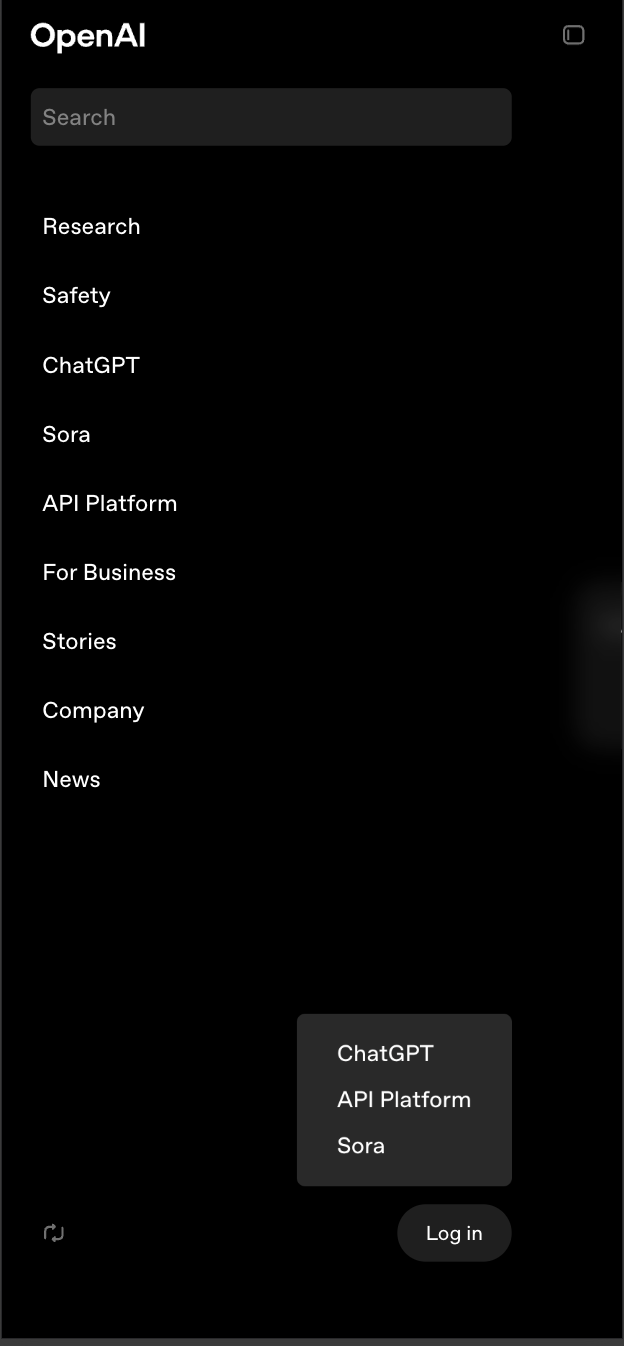 OpenAI
Search
Research
Safety
ChatGPT
Sora
API Platform
For Business
Stories
Company
News
ChatGPT
API Platform
Sora
Log in